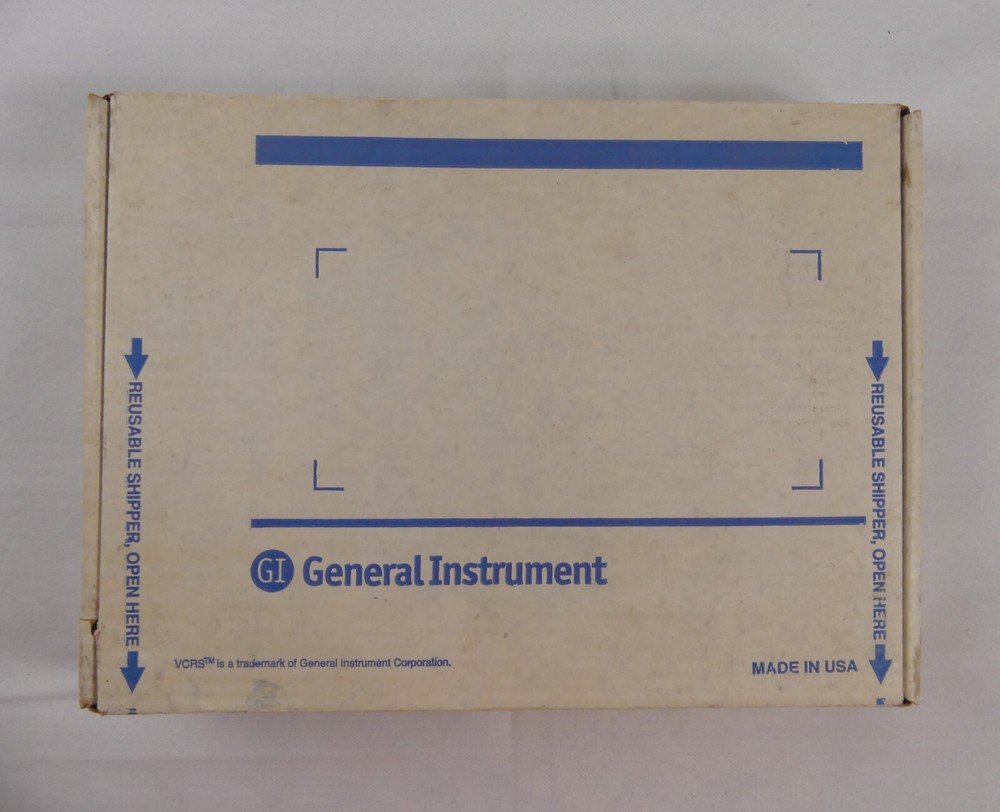 REUSABLE SHIPPER, OPEN HERE
REUSABLE SHIPPER, OPEN HERE
GI General Instrument
VCRS™ is a trademark of General Instrument Corporation.
MADE IN USA